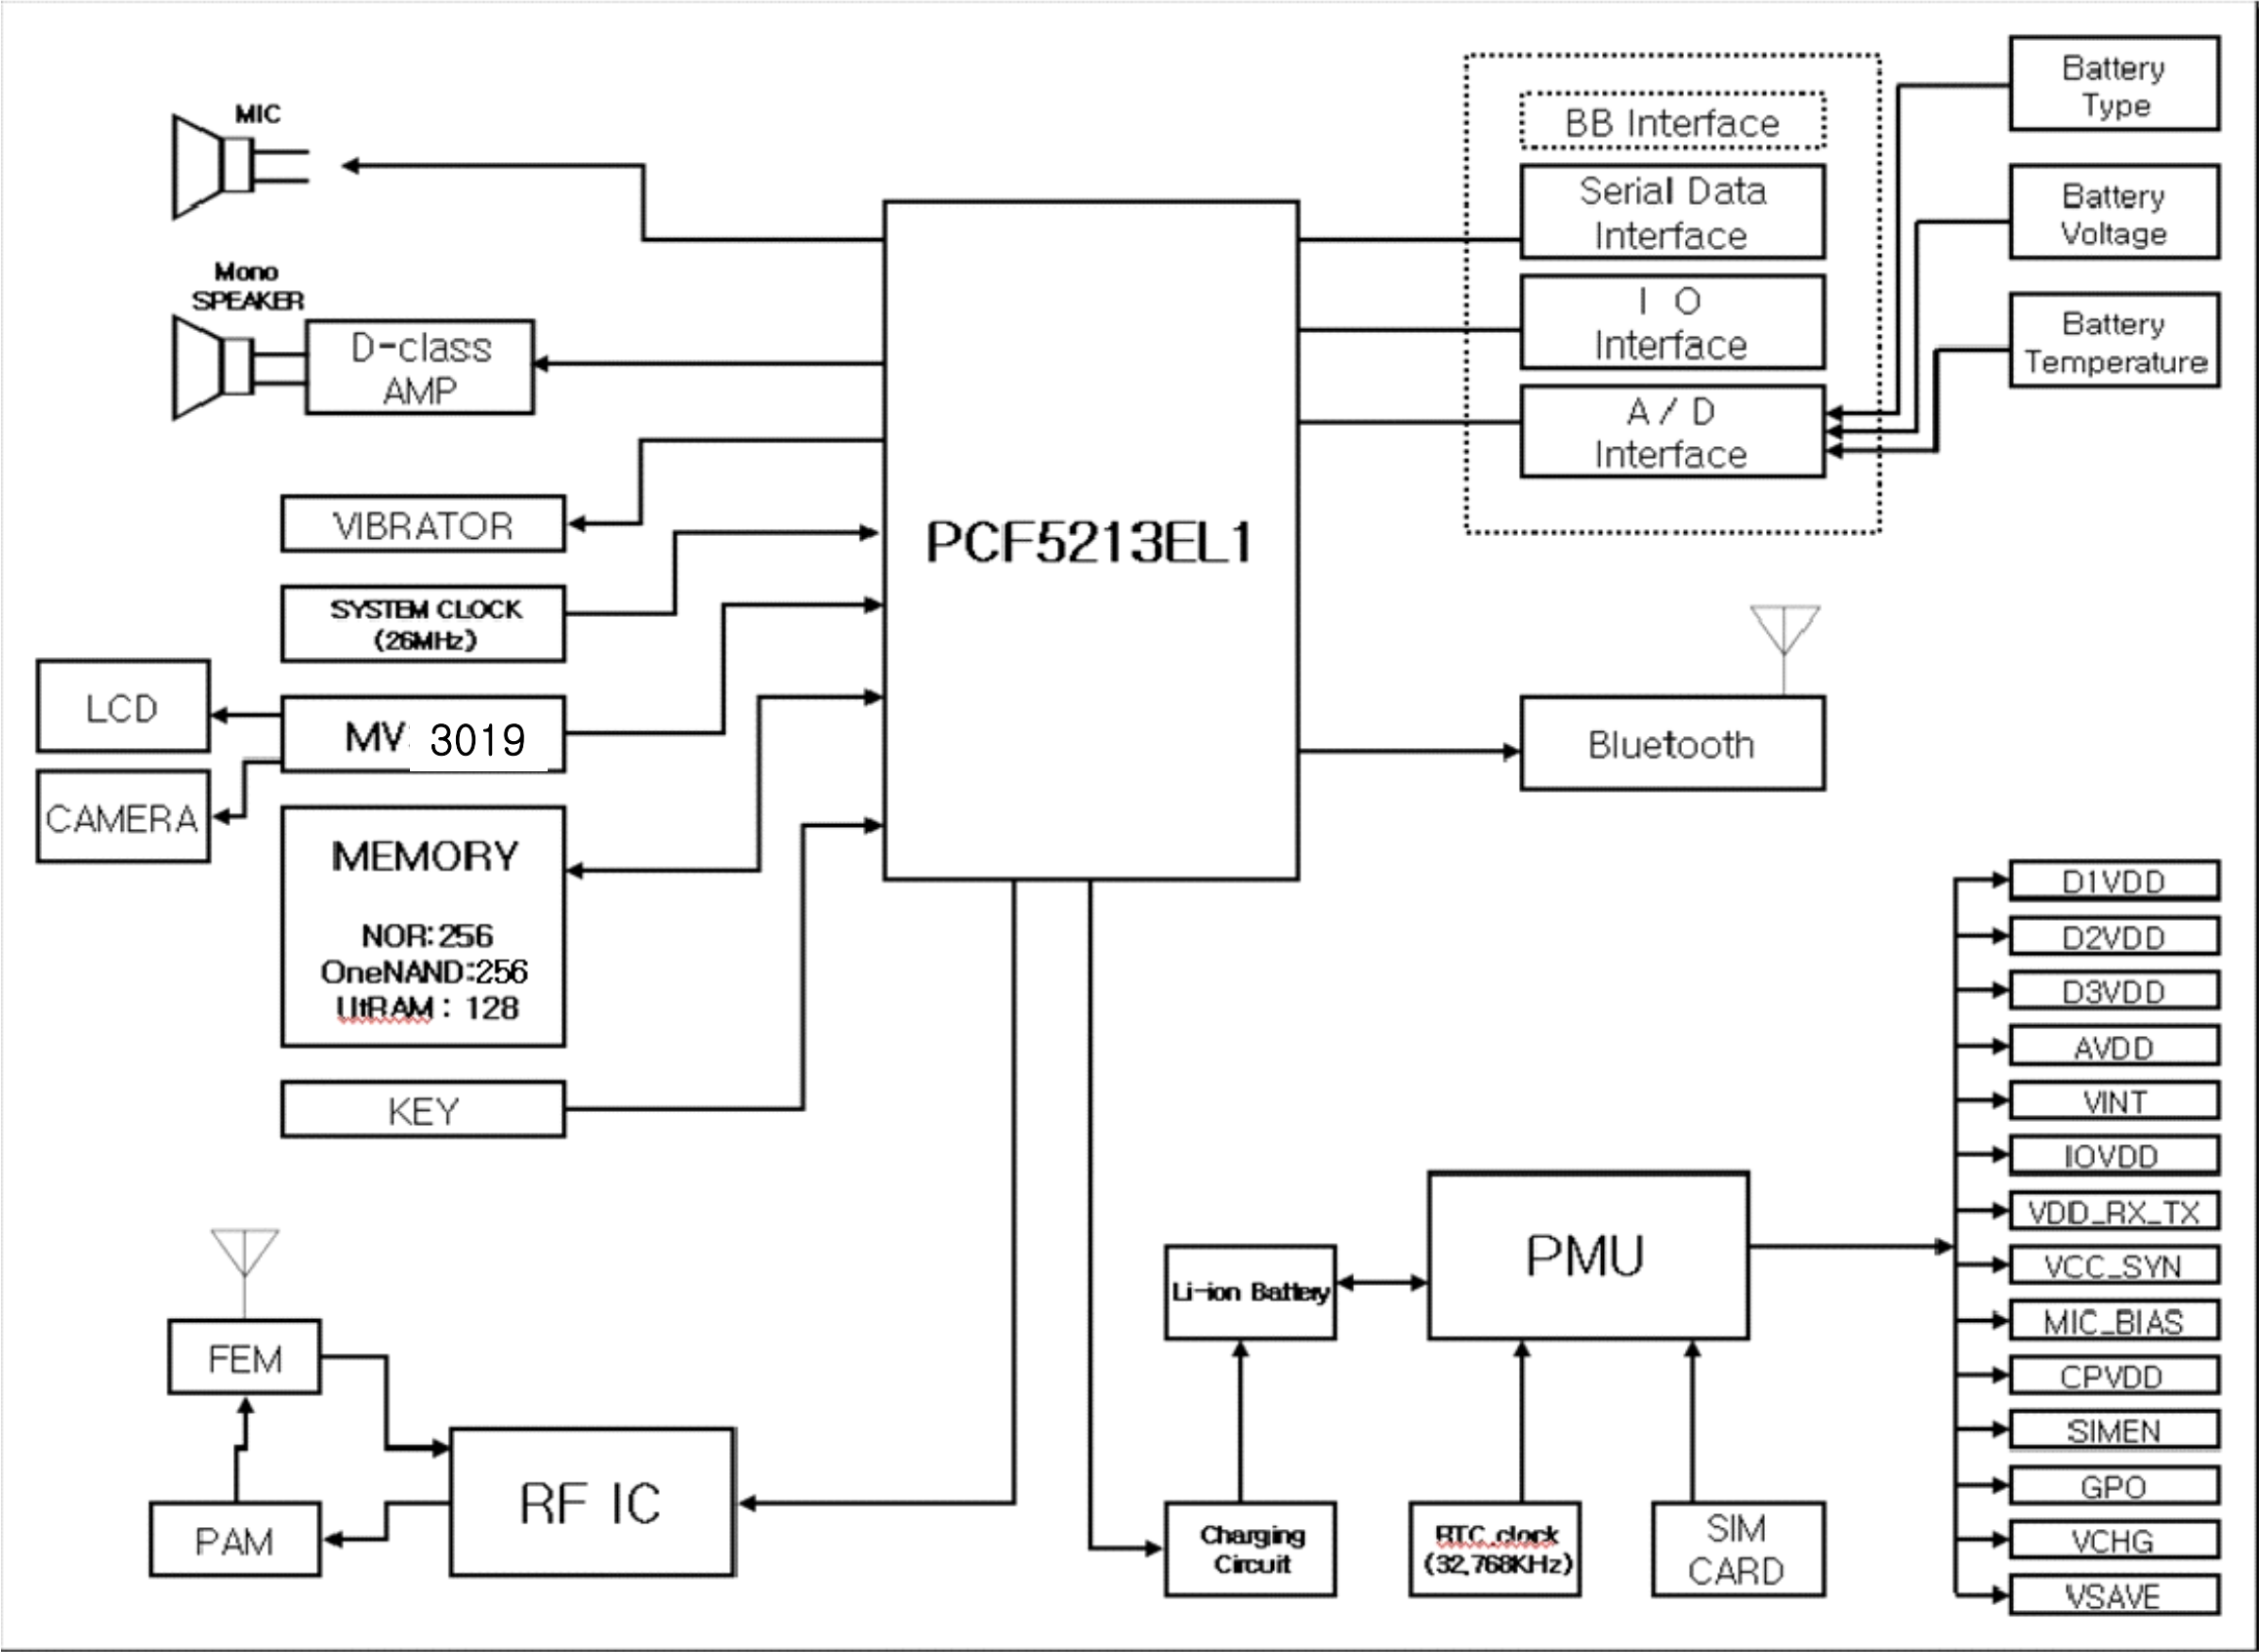 MIC
Mono
SPEAKER
D-class
AMP
VIBRATOR
SYSTEM CLOCK
(26MHz)
LCD
MV 3019
CAMERA
MEMORY
NOR:256
OneNAND:256
UtRAM : 128
KEY
FEM
PAM
RF IC
PCF5213EL1
BB Interface
Serial Data
Interface
I O
Interface
A / D
Interface
Battery
Type
Battery
Voltage
Battery
Temperature
Bluetooth
PMU
Li-ion Battery
Charging
Circuit
RTC clock
(32,768KHz)
SIM
CARD
D1VDD
D2VDD
D3VDD
AVDD
VINT
IOVDD
VDD_RX_TX
VCC_SYN
MIC_BIAS
CPVDD
SIMEN
GPO
VCHG
VSAVE